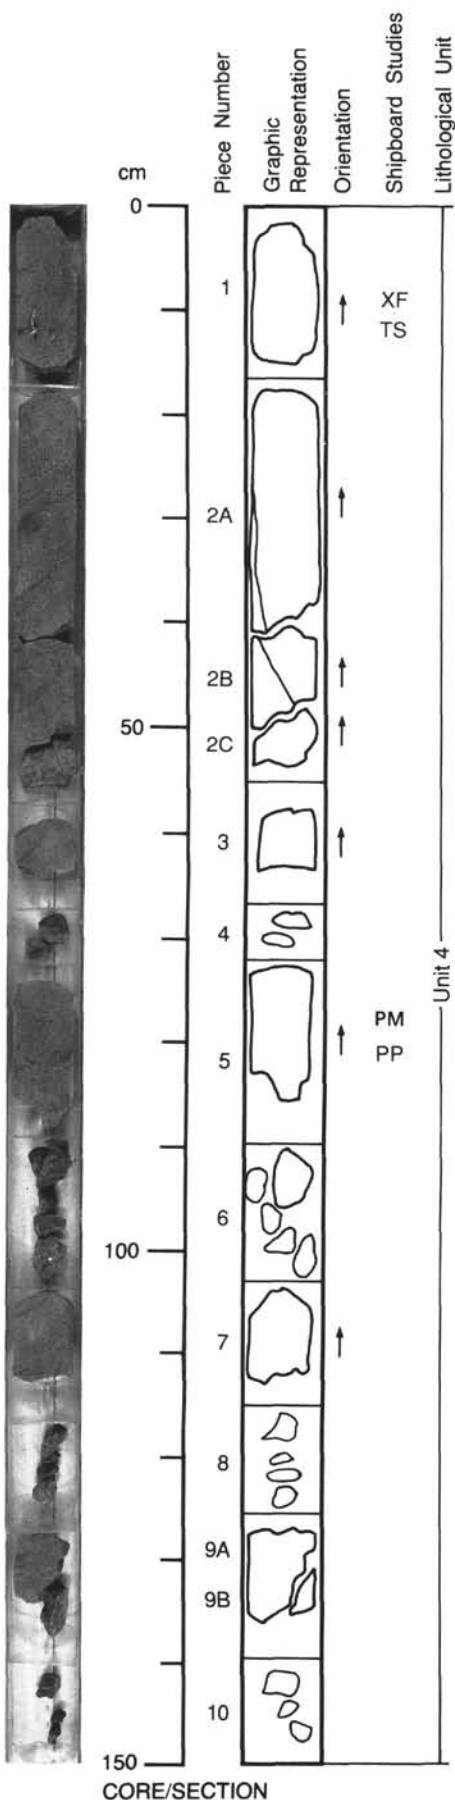 cm
Piece Number
Graphic
Representation
Orientation
Shipboard Studies
Lithological Unit
0
1
XF
TS
2A
2B
50
2C
3
4
Unit 4
PM
5
PP
6
100
7
8
9A
9B
10
150
CORE/SECTION